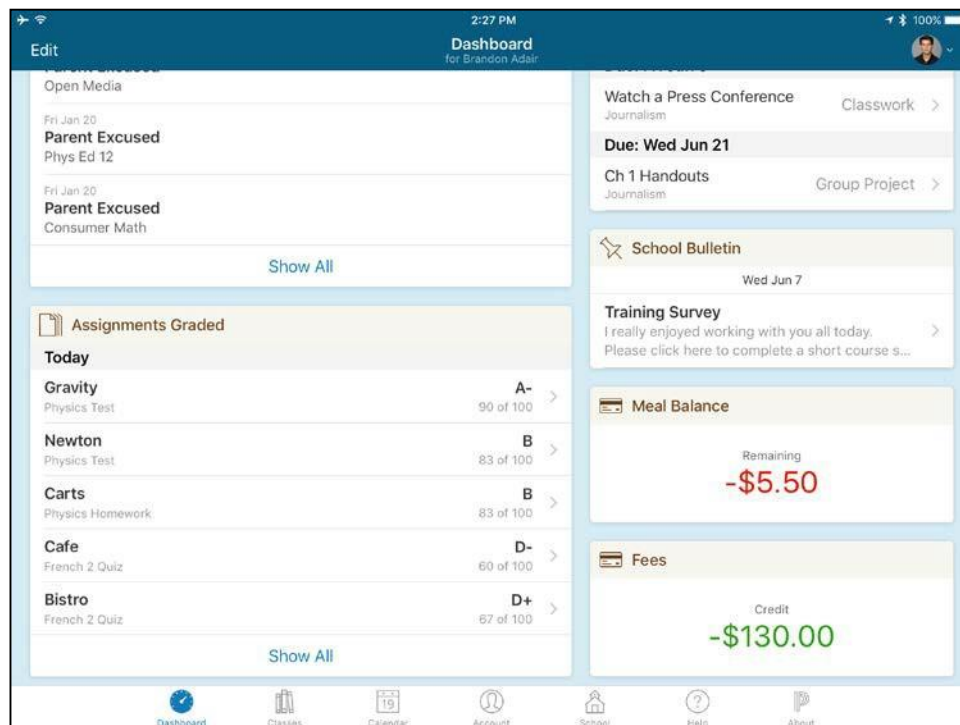 2:27 PM
100%
Edit
Dashboard
for Brandon Adair
Parent Excused
Open Media
Fri Jan 20
Parent Excused
Phys Ed 12
Fri Jan 20
Parent Excused
Consumer Math
Show All
Assignments Graded
Today
Gravity
A-
Physics Test
90 of 100
Newton
B
Physics Test
83 of 100
Carts
B
Physics Homework
83 of 100
Cafe
D-
French 2 Quiz
60 of 100
Bistro
D+
French 2 Quiz
67 of 100
Show All
Watch a Press Conference
Classwork
Journalism
Due: Wed Jun 21
Ch 1 Handouts
Group Project
Journalism
School Bulletin
Wed Jun 7
Training Survey
I really enjoyed working with you all today.
Please click here to complete a short course s...
Meal Balance
Remaining
-$5.50
Fees
Credit
-$130.00
19
Dashboard
Classes
Calendar
Account
School
Help
About